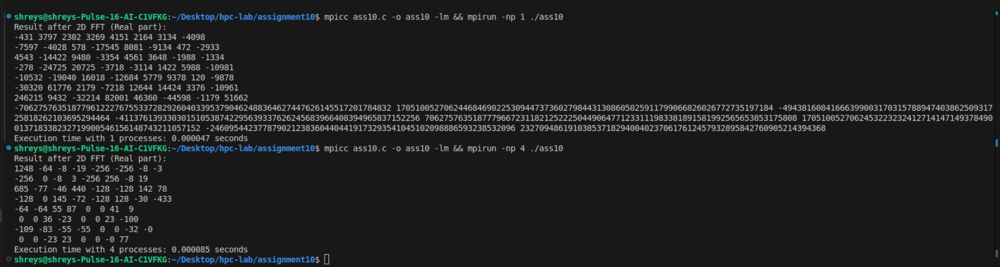 shreys@shreys-Pulse-16-AI-C1VFKG:~/Desktop/hpc-lab/assignment10$ mpicc ass10.c -o ass10 -lm && mpirun -np 1 ./ass10
Result after 2D FFT (Real part):
-431 3797 2302 3269 4151 2164 3134 -4098
-7597 -4028 578 -17545 8081 -9134 472 -2933
4543 -14422 9480 -3354 4561 3648 -1988 -1334
-278 -24725 20725 -3718 -3114 1422 5988 -10981
-10532 -19040 16018 -12684 5779 9378 120 -9878
-30320 61776 2179 -7218 12644 14424 3376 -10961
246215 9432 -32214 82001 46360 -44598 -1179 51662
-706275763518779612227675533728292604033953790462488364627447626145517201784832 170510052706244684690225309447373602798443130860502591179906682602677273519718​4 -494381608416663990031703157889474038625093​17
25818262103695294464 -41137613933030151053874229563933762624568396640839496583715​2256 7062757635187779667231182125222504490647712331119833818915819925656538531758​08 1705100527062453223232412714147149378490
01371833823271990054615614874321105715​2 -2460954423778790212383604404419173293541045102098886593238532096 2327094861910385371829400402370617612457932895842760905214394368
Execution time with 1 processes: 0.000047 seconds
shreys@shreys-Pulse-16-AI-C1VFKG:~/Desktop/hpc-lab/assignment10$ mpicc ass10.c -o ass10 -lm && mpirun -np 4 ./ass10
Result after 2D FFT (Real part):
1248 -64 -8 -19 -256 -256 -8 -3
-256  0 -8  3 -256 256 -8 19
685 -77 -46 440 -128 -128 142 78
-128  0 145 -72 -128 128 -30 -433
-64 -64 55 87  0  0 41  9
 0  0 36 -23  0  0 23 -100
-109 -83 -55 -55  0  0 -32 -0
 0  0 -23 23  0  0 -0 77
Execution time with 4 processes: 0.000085 seconds
shreys@shreys-Pulse-16-AI-C1VFKG:~/Desktop/hpc-lab/assignment10$